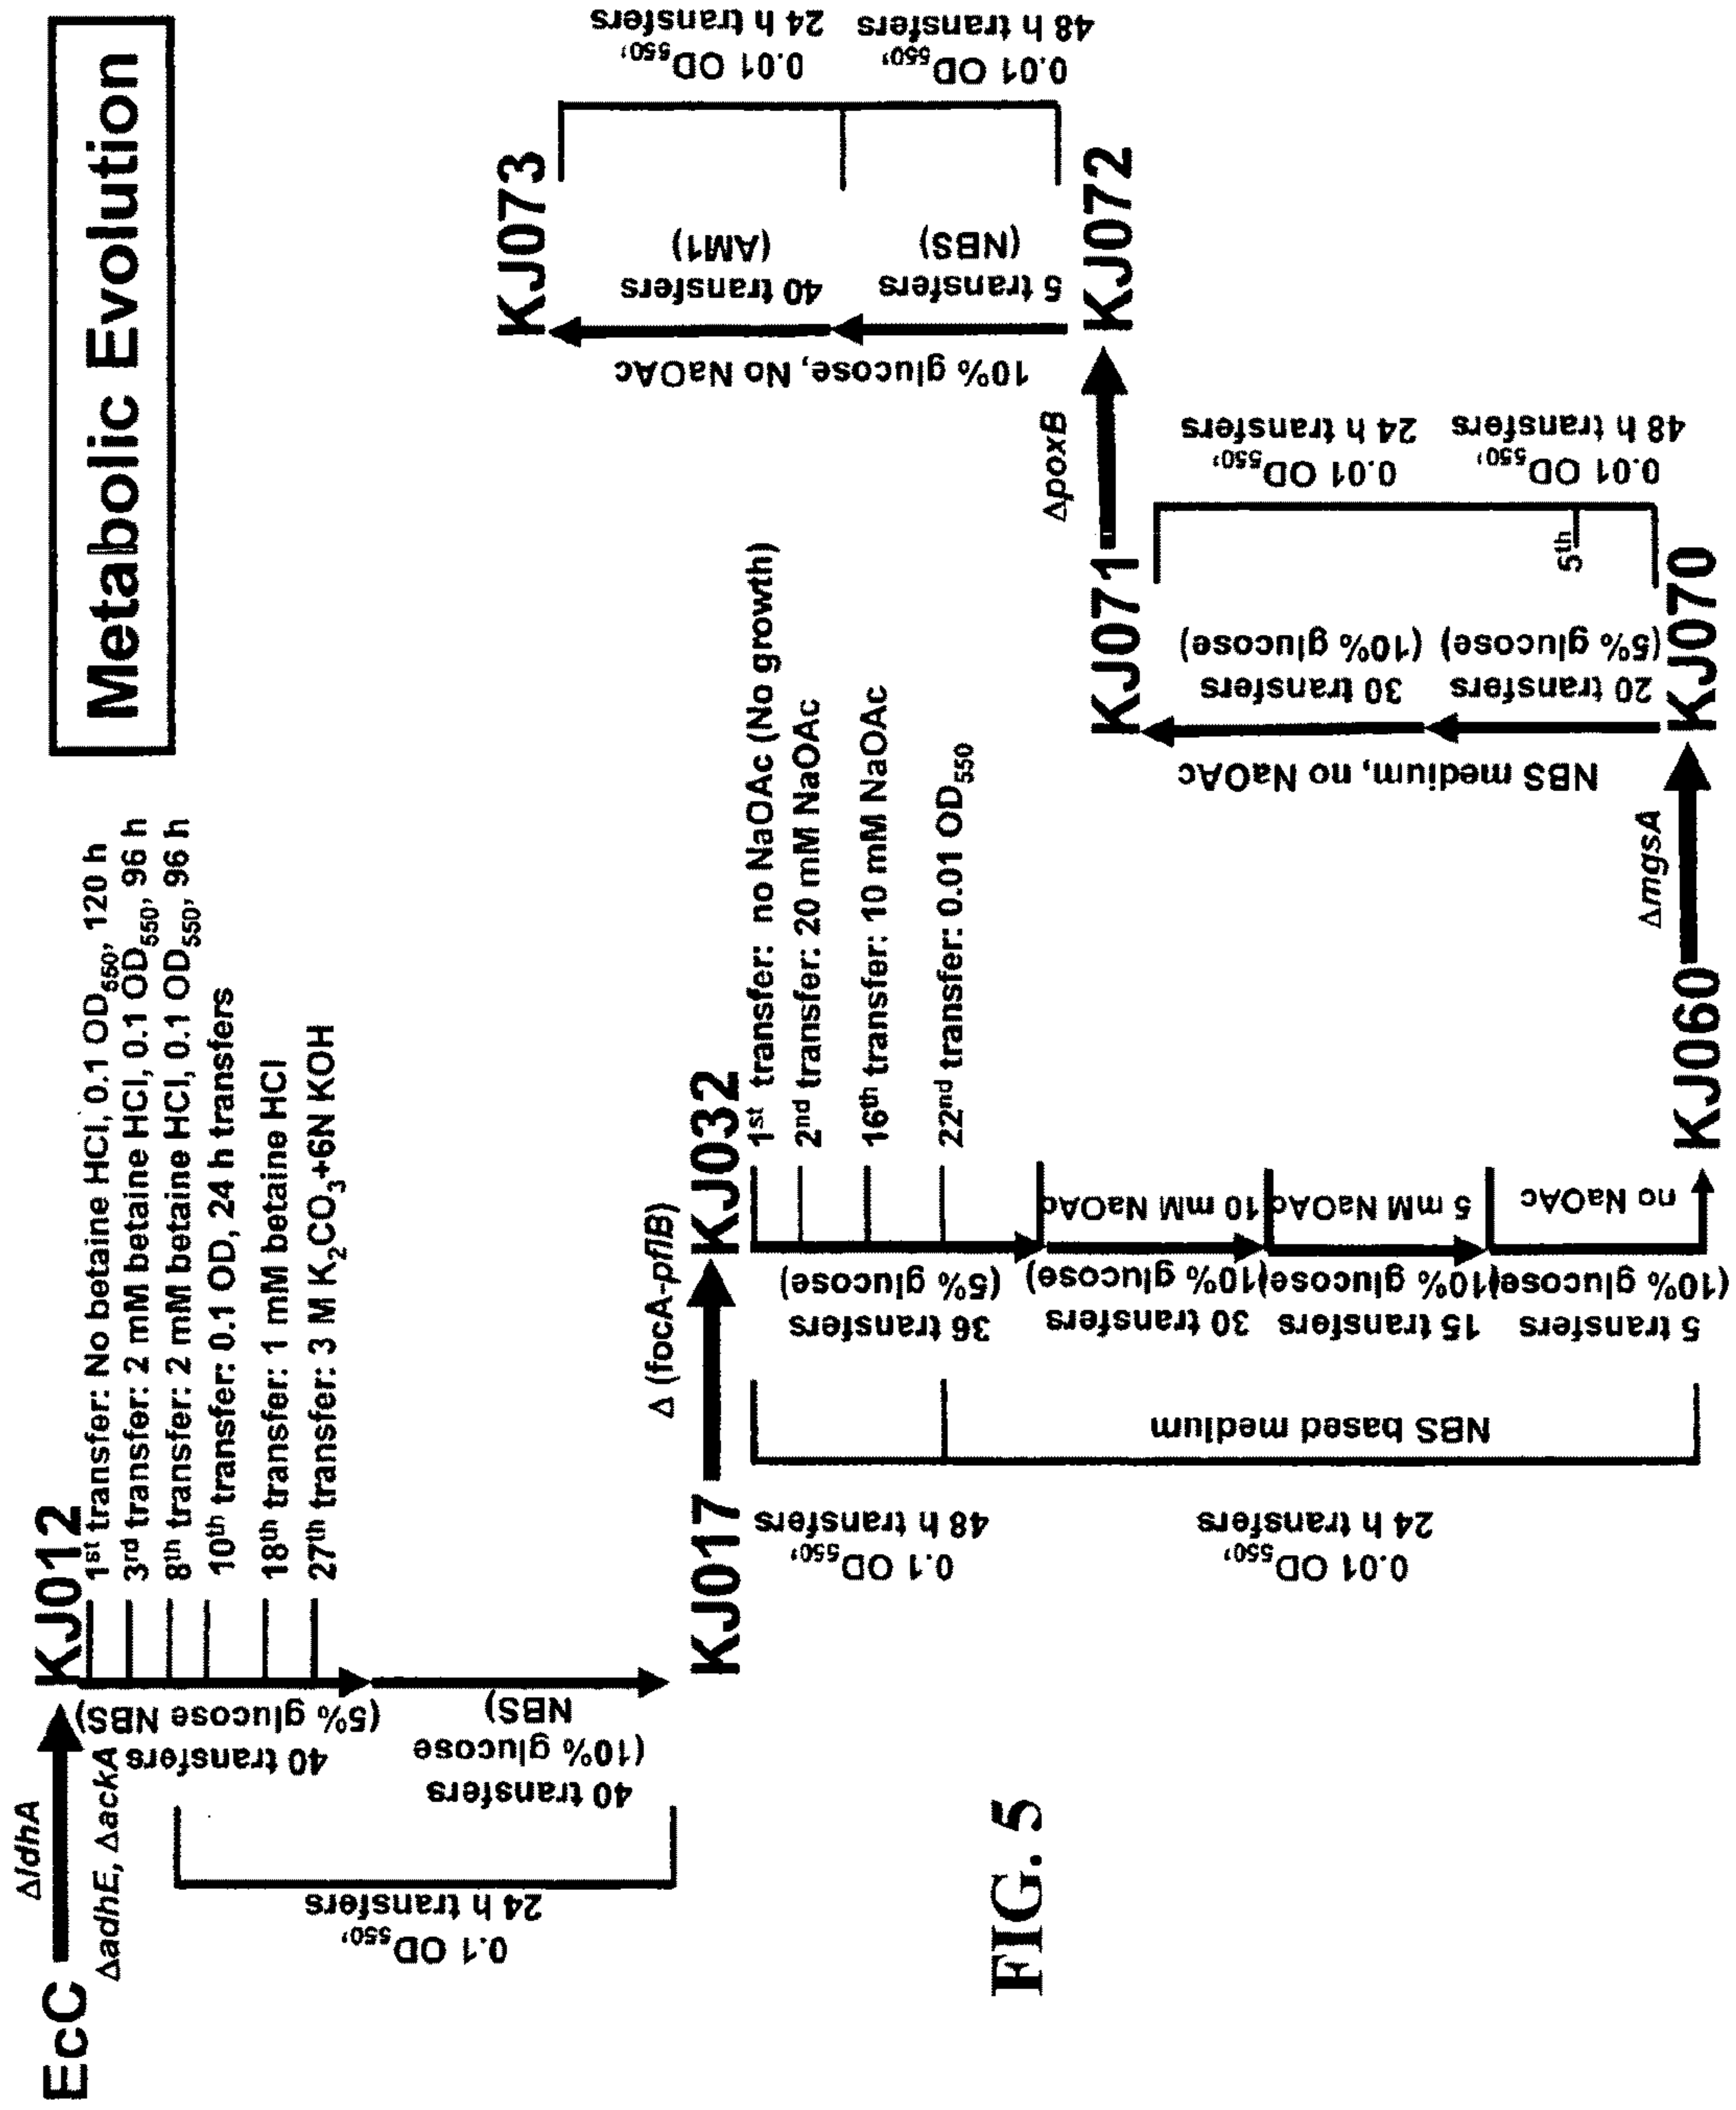 Metabolic Evolution
EcC
ΔldhA
ΔadhE, ΔackA
KJ012
1st transfer: No betaine HCl, 0.1 OD550, 120 h
3rd transfer: 2 mM betaine HCl, 0.1 OD550, 96 h
8th transfer: 2 mM betaine HCl, 0.1 OD550, 96 h
10th transfer: 0.1 OD, 24 h transfers
18th transfer: 1 mM betaine HCl
27th transfer: 3 M K2CO3+6N KOH
40 transfers
(5% glucose NBS)
40 transfers
(10% glucose
NBS)
0.1 OD550,
24 h transfers
KJ017
Δ (focA-pflB)
KJ032
1st transfer: no NaOAc (No growth)
2nd transfer: 20 mM NaOAc
16th transfer: 10 mM NaOAc
22nd transfer: 0.01 OD550
36 transfers
(5% glucose)
30 transfers
(10% glucose)
10 mM NaOAc
15 transfers
(10% glucose)
5 mM NaOAc
5 transfers
(10% glucose)
no NaOAc
NBS based medium
0.1 OD550,
48 h transfers
0.01 OD550,
24 h transfers
KJ060
ΔmgsA
KJ070
NBS medium, no NaOAc
20 transfers
(5% glucose)
30 transfers
(10% glucose)
5th
0.01 OD550,
48 h transfers
0.01 OD550,
24 h transfers
KJ071
ΔpoxB
KJ072
10% glucose, No NaOAc
5 transfers
(NBS)
40 transfers
(AM1)
0.01 OD550,
48 h transfers
0.01 OD550,
24 h transfers
KJ073
FIG. 5